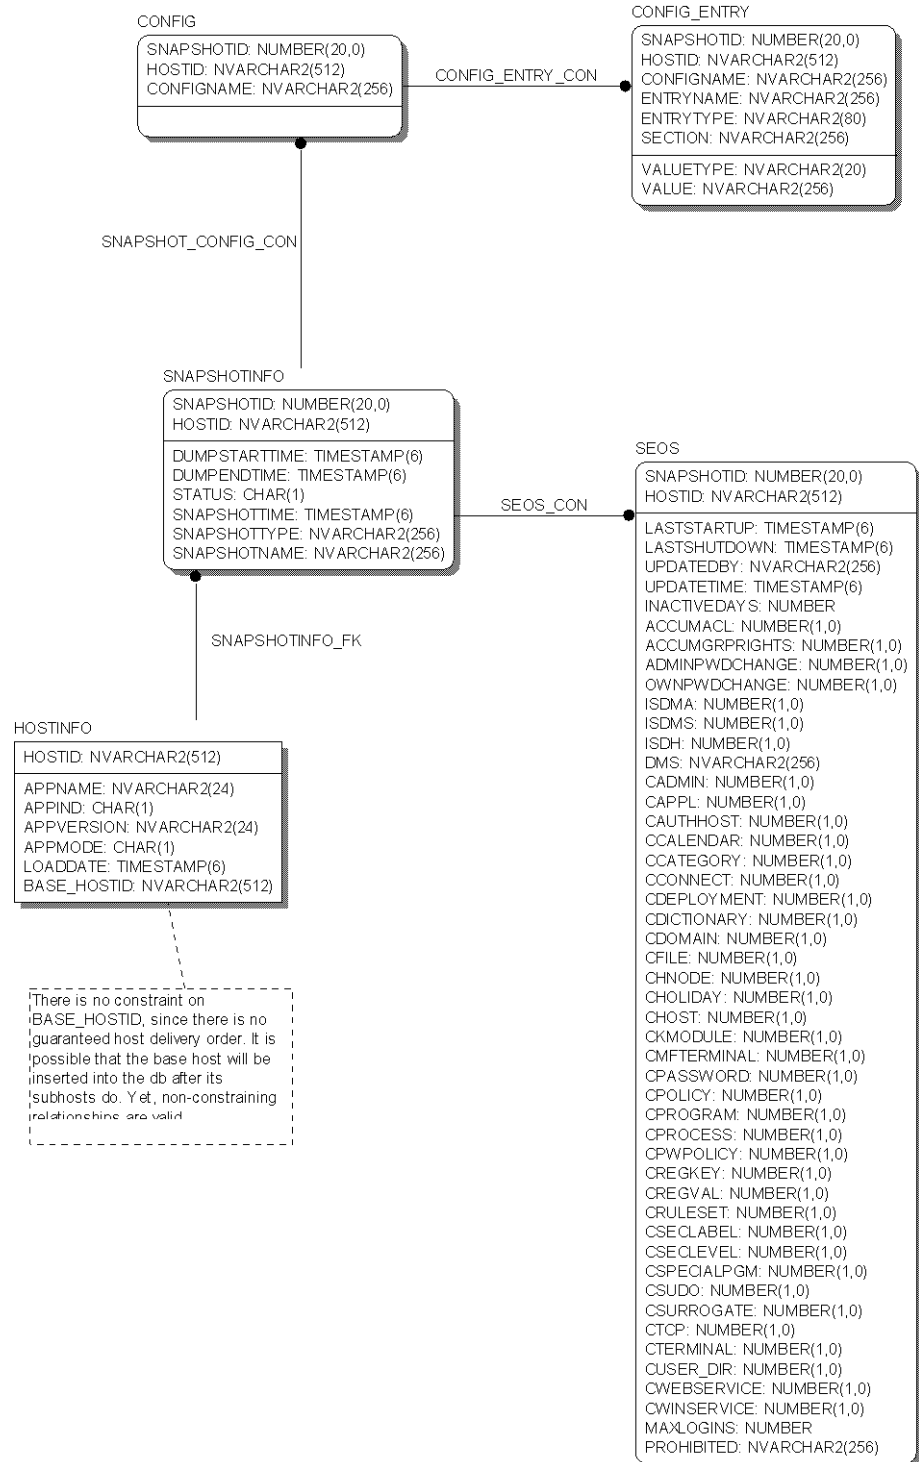 CONFIG
SNAPSHOTID: NUMBER(20,0)
HOSTID: NVARCHAR2(512)
CONFIGNAME: NVARCHAR2(256)
CONFIG_ENTRY_CON
CONFIG_ENTRY
SNAPSHOTID: NUMBER(20,0)
HOSTID: NVARCHAR2(512)
CONFIGNAME: NVARCHAR2(256)
ENTRYNAME: NVARCHAR2(256)
ENTRYTYPE: NVARCHAR2(80)
SECTION: NVARCHAR2(256)
VALUETYPE: NVARCHAR2(20)
VALUE: NVARCHAR2(256)
SNAPSHOT_CONFIG_CON
SNAPSHOTINFO
SNAPSHOTID: NUMBER(20,0)
HOSTID: NVARCHAR2(512)
DUMPSTARTTIME: TIMESTAMP(6)
DUMPENDTIME: TIMESTAMP(6)
STATUS: CHAR(1)
SNAPSHOTTIME: TIMESTAMP(6)
SNAPSHOTTYPE: NVARCHAR2(256)
SNAPSHOTNAME: NVARCHAR2(256)
SEOS_CON
SNAPSHOTINFO_FK
HOSTINFO
HOSTID: NVARCHAR2(512)
APPNAME: NVARCHAR2(24)
APPIND: CHAR(1)
APPVERSION: NVARCHAR2(24)
APPMODE: CHAR(1)
LOADDATE: TIMESTAMP(6)
BASE_HOSTID: NVARCHAR2(512)
There is no constraint on
BASE_HOSTID, since there is no
guaranteed host delivery order. It is
possible that the base host will be
inserted into the db after its
subhosts do. Yet, non-constraining
relationships are valid
SEOS
SNAPSHOTID: NUMBER(20,0)
HOSTID: NVARCHAR2(512)
LASTSTARTUP: TIMESTAMP(6)
LASTSHUTDOWN: TIMESTAMP(6)
UPDATEDBY: NVARCHAR2(256)
UPDATETIME: TIMESTAMP(6)
INACTIVEDAYS: NUMBER
ACCUMACL: NUMBER(1,0)
ACCUMGRPRIGHTS: NUMBER(1,0)
ADMINPWDCHANGE: NUMBER(1,0)
OWNPWDCHANGE: NUMBER(1,0)
ISDMA: NUMBER(1,0)
ISDMS: NUMBER(1,0)
ISDH: NUMBER(1,0)
DMS: NVARCHAR2(256)
CADMIN: NUMBER(1,0)
CAPPL: NUMBER(1,0)
CAUTHHOST: NUMBER(1,0)
CCALENDAR: NUMBER(1,0)
CCATEGORY: NUMBER(1,0)
CCONNECT: NUMBER(1,0)
CDEPLOYMENT: NUMBER(1,0)
CDICTIONARY: NUMBER(1,0)
CDOMAIN: NUMBER(1,0)
CFILE: NUMBER(1,0)
CHNODE: NUMBER(1,0)
CHOLIDAY: NUMBER(1,0)
CHOST: NUMBER(1,0)
CKMODULE: NUMBER(1,0)
CMFTERMINAL: NUMBER(1,0)
CPASSWORD: NUMBER(1,0)
CPOLICY: NUMBER(1,0)
CPROGRAM: NUMBER(1,0)
CPROCESS: NUMBER(1,0)
CPWPOLICY: NUMBER(1,0)
CREGKEY: NUMBER(1,0)
CREGVAL: NUMBER(1,0)
CRULESET: NUMBER(1,0)
CSECLABEL: NUMBER(1,0)
CSECLEVEL: NUMBER(1,0)
CSPECIALPGM: NUMBER(1,0)
CSUDO: NUMBER(1,0)
CSURROGATE: NUMBER(1,0)
CTCP: NUMBER(1,0)
CTERMINAL: NUMBER(1,0)
CUSER_DIR: NUMBER(1,0)
CWEBSERVICE: NUMBER(1,0)
CWINSERVICE: NUMBER(1,0)
MAXLOGINS: NUMBER
PROHIBITED: NVARCHAR2(256)